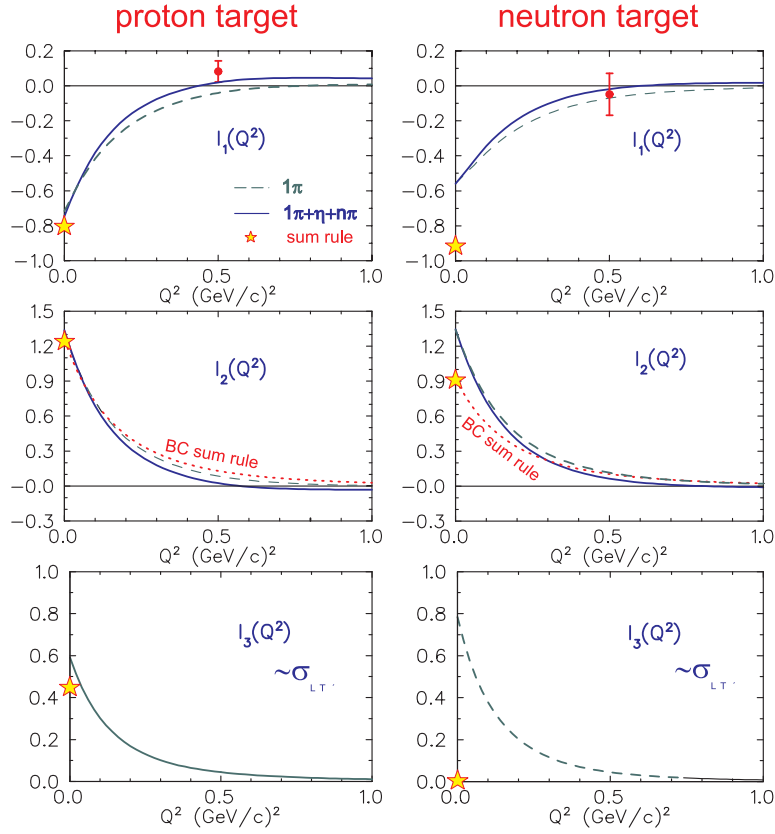 proton target
neutron target
0.2
0.0
−0.2
−0.4
−0.6
−0.8
−1.0
I₁(Q²)
1π
1π+η+nπ
sum rule
0.0 0.5 1.0
Q² (GeV/c)²
0.2
0.0
−0.2
−0.4
−0.6
−0.8
−1.0
I₁(Q²)
0.0 0.5 1.0
Q² (GeV/c)²
1.5
1.2
0.9
0.6
0.3
−0.0
−0.3
I₂(Q²)
BC sum rule
0.0 0.5 1.0
Q² (GeV/c)²
1.5
1.2
0.9
0.6
0.3
−0.0
−0.3
I₂(Q²)
BC sum rule
0.0 0.5 1.0
Q² (GeV/c)²
1.0
0.8
0.6
0.4
0.2
0.0
I₃(Q²)
~σ LT'
0.0 0.5 1.0
Q² (GeV/c)²
1.0
0.8
0.6
0.4
0.2
0.0
I₃(Q²)
~σ LT'
0.0 0.5 1.0
Q² (GeV/c)²